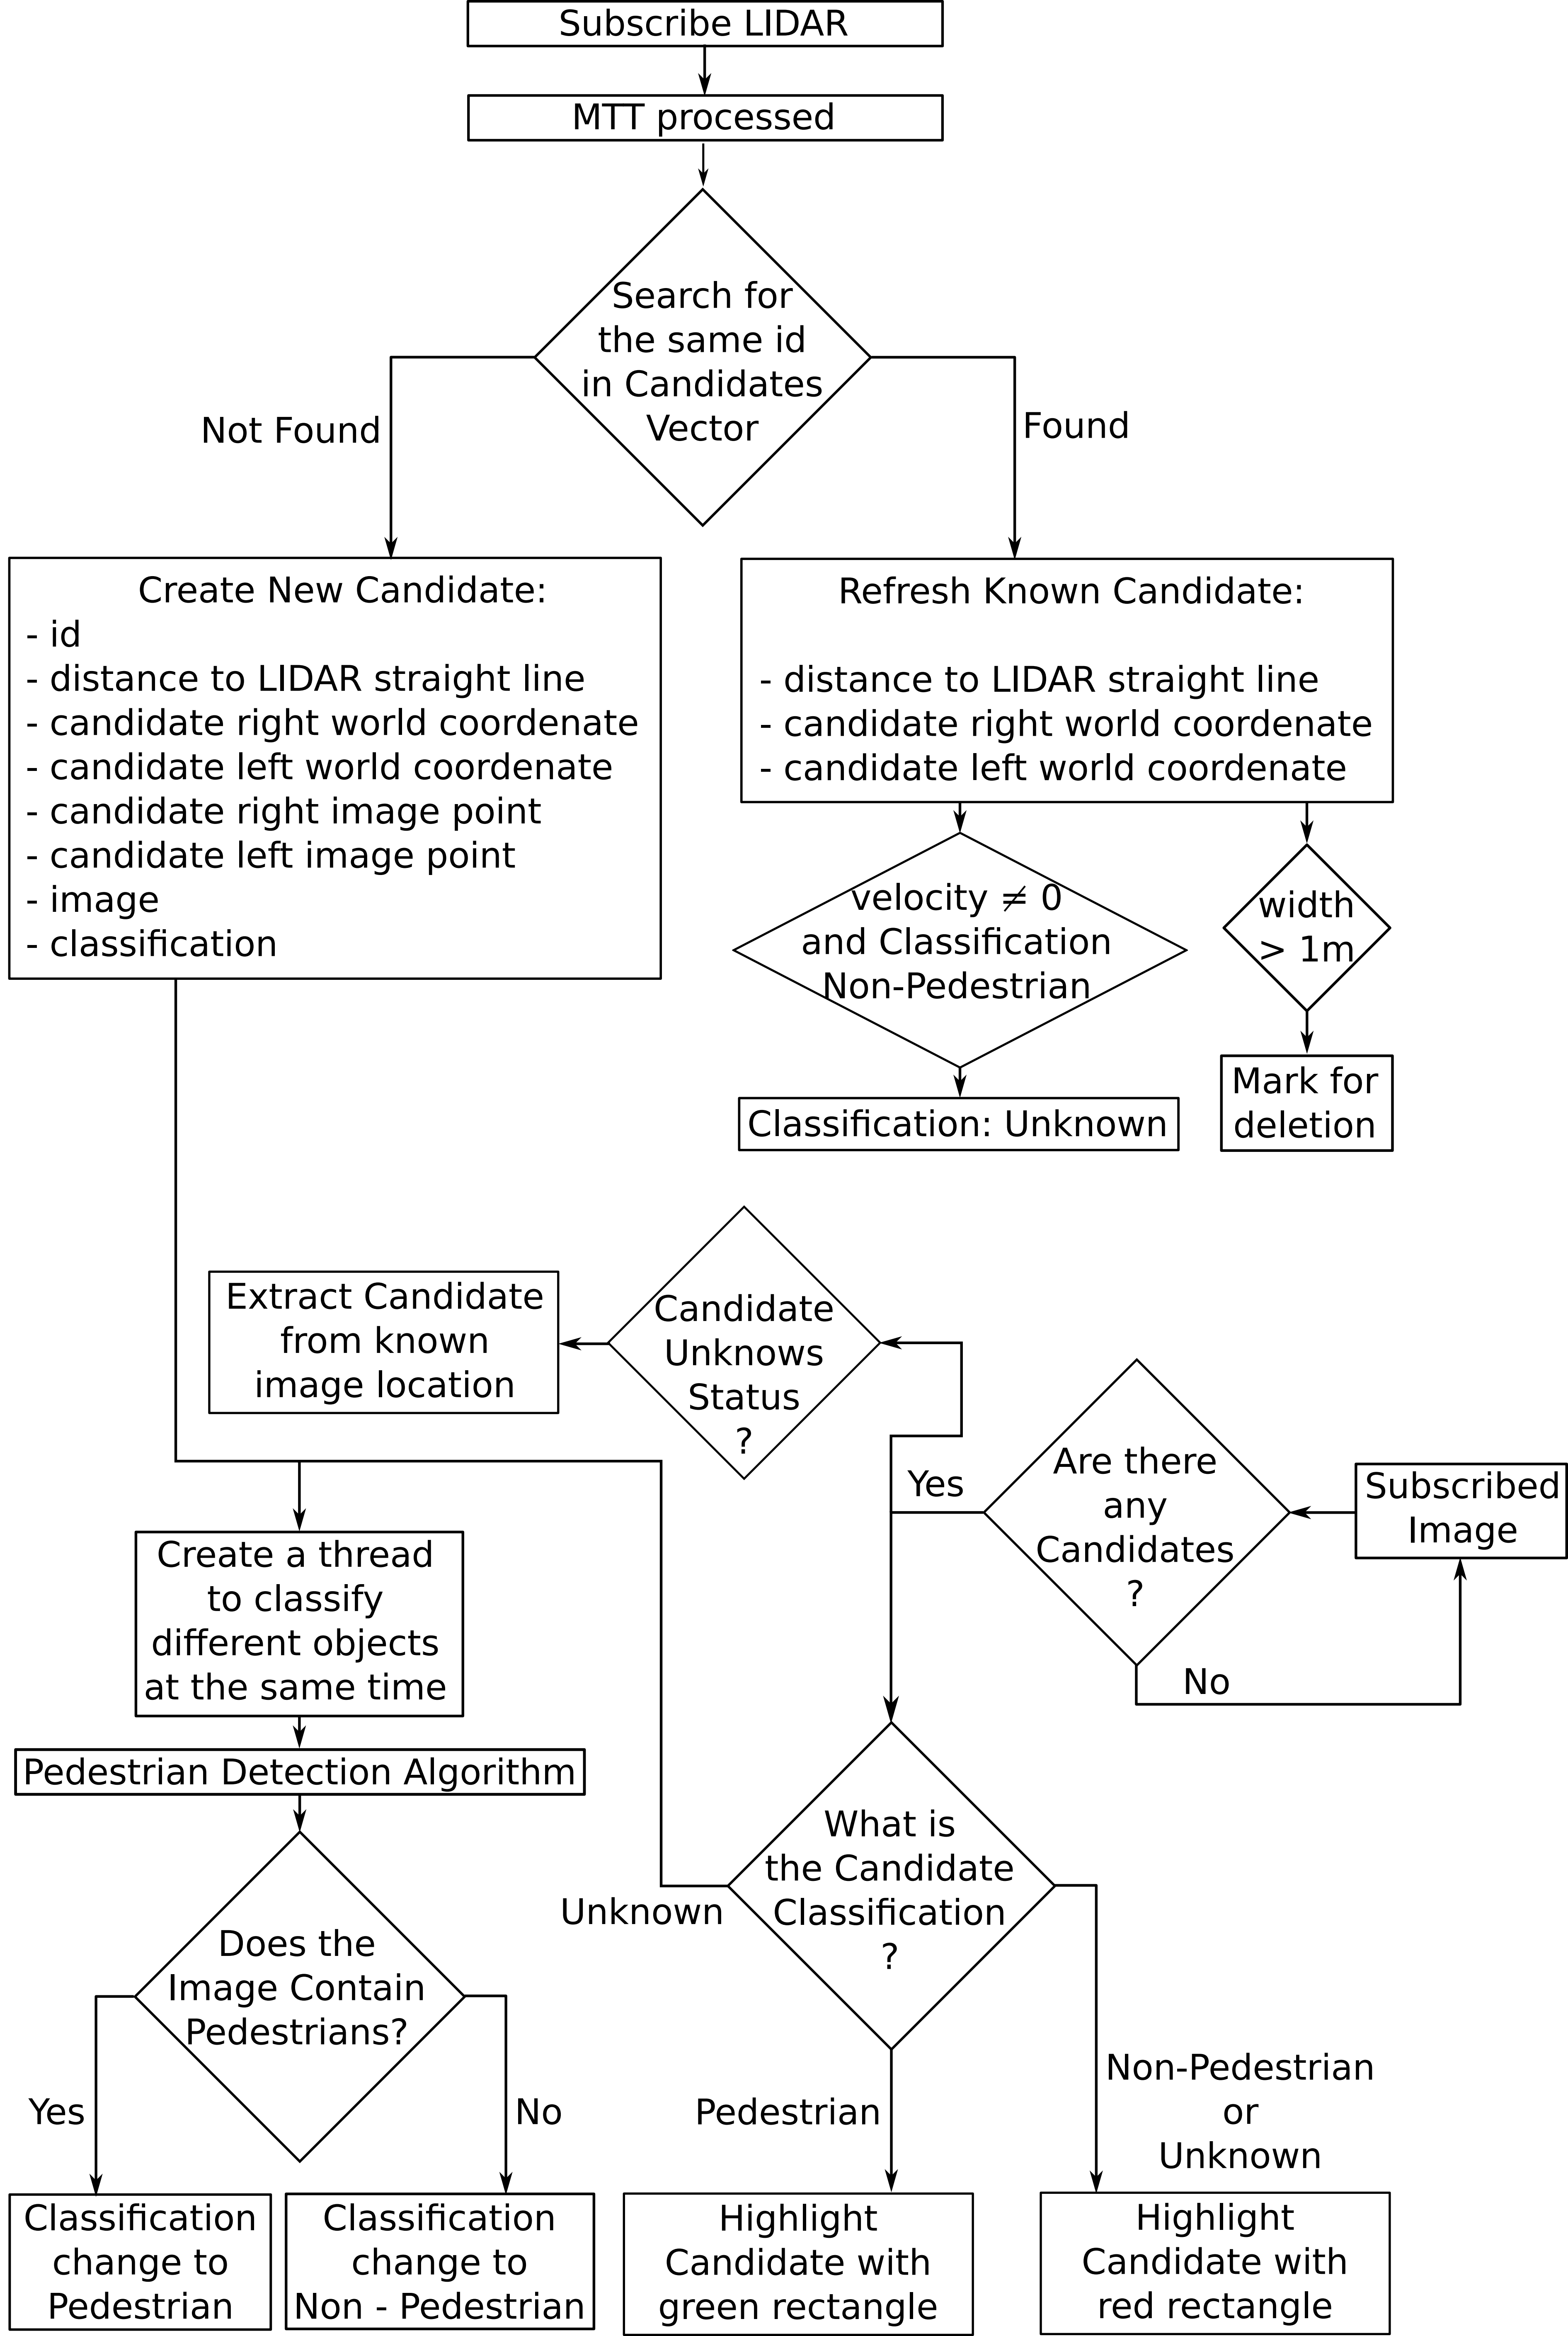 Subscribe LIDAR
MTT processed
Search for
the same id
in Candidates
Vector
Not Found
Found
Create New Candidate:
- id
- distance to LIDAR straight line
- candidate right world coordenate
- candidate left world coordenate
- candidate right image point
- candidate left image point
- image
- classification
Refresh Known Candidate:
- distance to LIDAR straight line
- candidate right world coordenate
- candidate left world coordenate
velocity ≠ 0
and Classification
Non-Pedestrian
width
> 1m
Classification: Unknown
Mark for
deletion
Extract Candidate
from known
image location
Candidate
Unknows
Status
?
Are there
any
Candidates
?
Subscribed
Image
Yes
No
Create a thread
to classify
different objects
at the same time
Pedestrian Detection Algorithm
Does the
Image Contain
Pedestrians?
Yes
No
What is
the Candidate
Classification
?
Unknown
Pedestrian
Non-Pedestrian
or
Unknown
Classification
change to
Pedestrian
Classification
change to
Non - Pedestrian
Highlight
Candidate with
green rectangle
Highlight
Candidate with
red rectangle